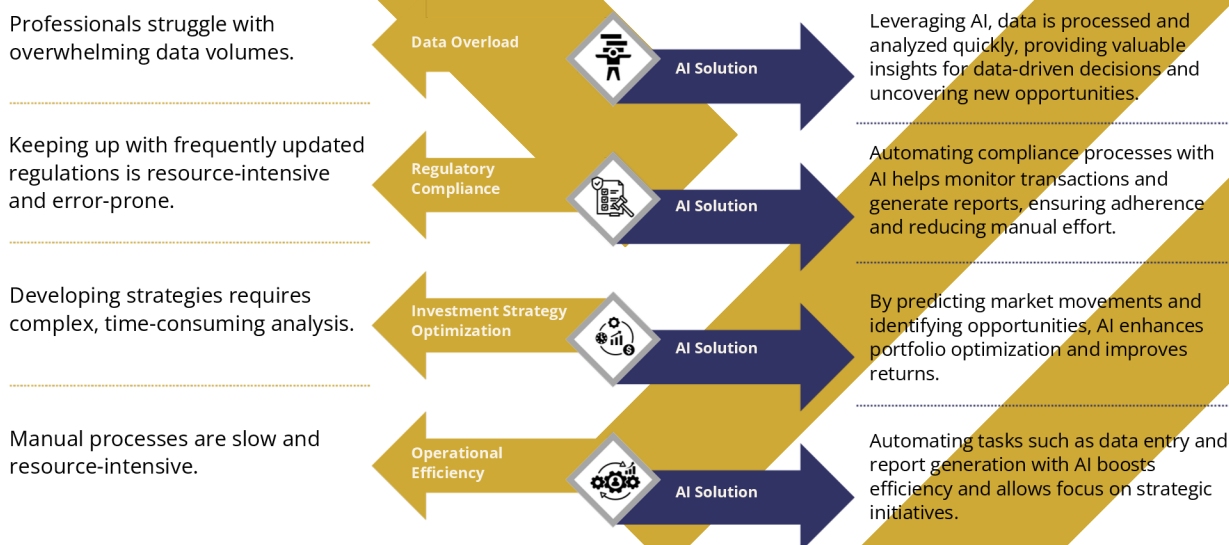 Professionals struggle with
overwhelming data volumes.
Data Overload
AI Solution
Leveraging AI, data is processed and
analyzed quickly, providing valuable
insights for data-driven decisions and
uncovering new opportunities.
Keeping up with frequently updated
regulations is resource-intensive
and error-prone.
Regulatory
Compliance
AI Solution
Automating compliance processes with
AI helps monitor transactions and
generate reports, ensuring adherence
and reducing manual effort.
Developing strategies requires
complex, time-consuming analysis.
Investment Strategy
Optimization
AI Solution
By predicting market movements and
identifying opportunities, AI enhances
portfolio optimization and improves
returns.
Manual processes are slow and
resource-intensive.
Operational
Efficiency
AI Solution
Automating tasks such as data entry and
report generation with AI boosts
efficiency and allows focus on strategic
initiatives.